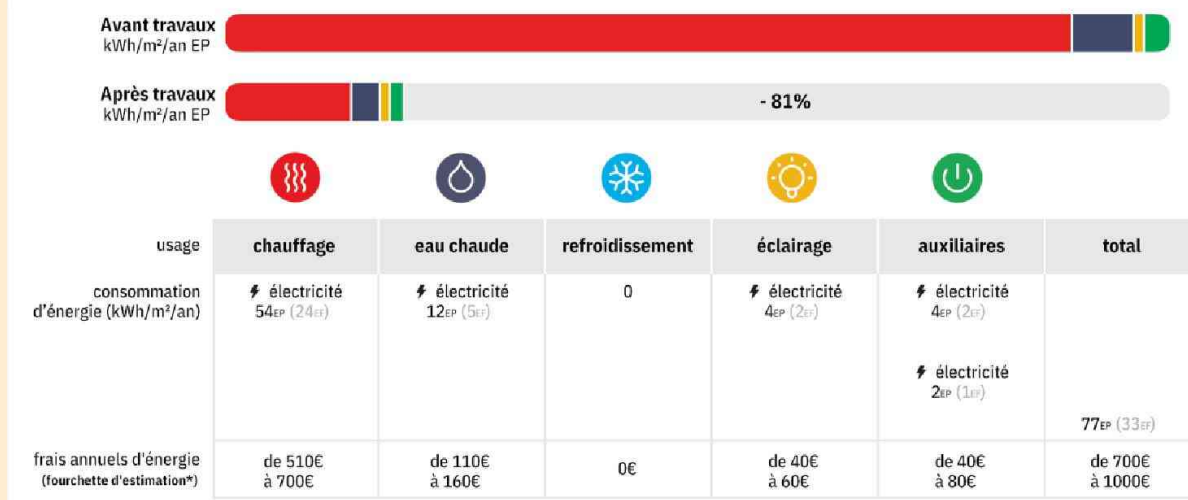 Avant travaux
kWh/m²/an EP
Après travaux
kWh/m²/an EP
- 81%
usage chauffage eau chaude refroidissement éclairage auxiliaires total
consommation d'énergie (kWh/m²/an)
électricité
54EP (24EF)
électricité
12EP (5EF)
0
électricité
4EP (2EF)
électricité
4EP (2EF)
électricité
2EP (1EF)
77EP (33EF)
frais annuels d'énergie
(fourchette d'estimation*)
de 510€
à 700€
de 110€
à 160€
0€
de 40€
à 60€
de 40€
à 80€
de 700€
à 1000€